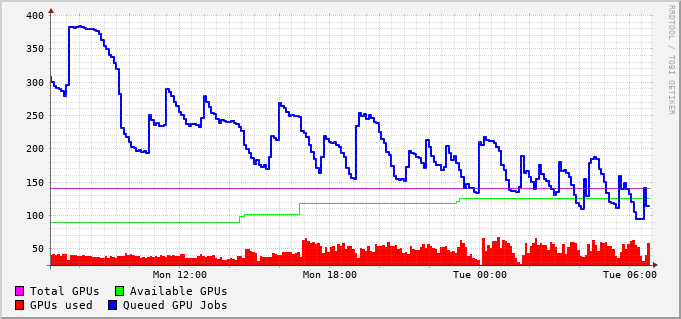 400
350
300
250
200
150
100
50
Mon 12:00 Mon 18:00 Tue 00:00 Tue 06:00
Total GPUs Available GPUs
GPUs used Queued GPU Jobs
RRDTOOL / TOBI OETIKER